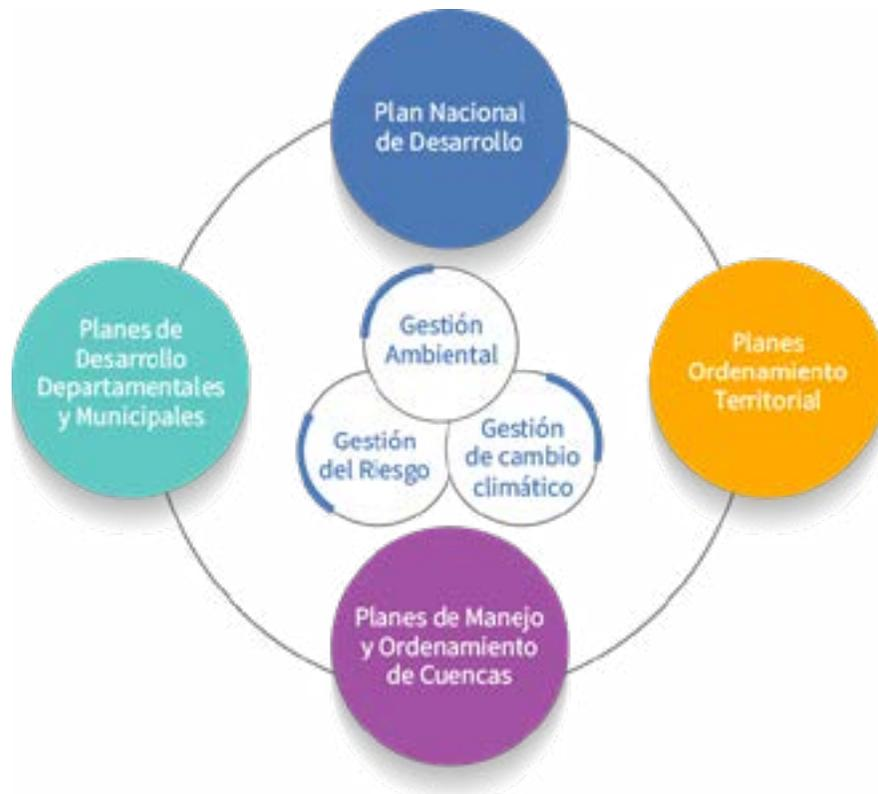 Plan Nacional
de Desarrollo
Planes de
Desarrollo
Departamentales
y Municipales
Gestión
Ambiental
Planes
Ordenamiento
Territorial
Gestión
del Riesgo
Gestión
de cambio
climático
Planes de Manejo
y Ordenamiento
de Cuencas